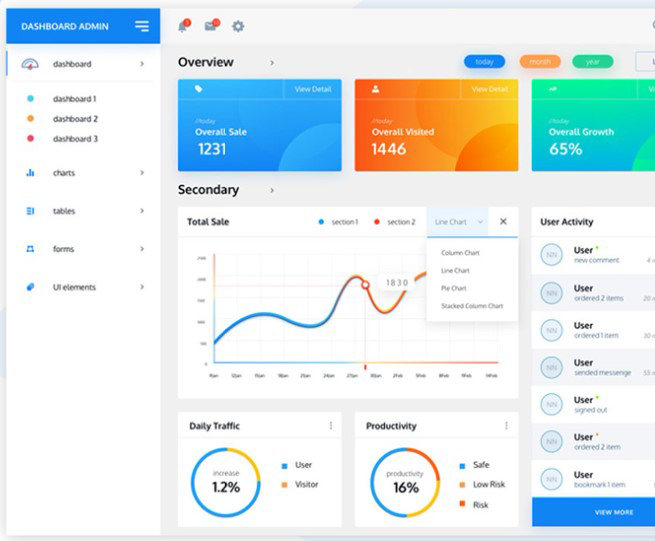 DASHBOARD ADMIN
dashboard
dashboard 1
dashboard 2
dashboard 3
charts
tables
forms
UI elements
Overview
today
month
year
View Detail
//today
Overall Sale
1231
View Detail
//today
Overall Visited
1446
//today
Overall Growth
65%
Secondary
Total Sale
section 1
section 2
Line Chart
Column Chart
Line Chart
Pie Chart
Stacked Column Chart
1830
User Activity
NN
User
new comment
NN
User
ordered 2 items
NN
User
ordered 1 item
NN
User
sended messenge
NN
User
signed out
NN
User
ordered 2 item
NN
User
bookmark 1 item
VIEW MORE
Daily Traffic
increase
1.2%
User
Visitor
Productivity
productivity
16%
Safe
Low Risk
Risk